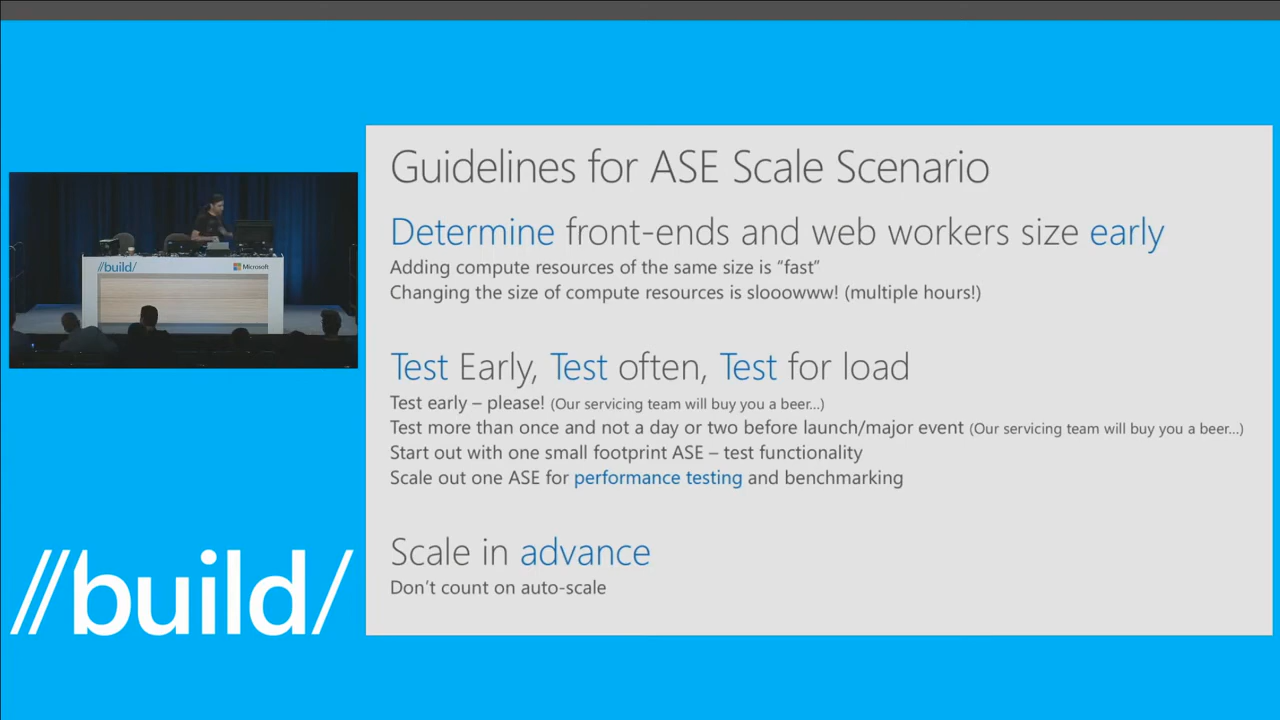 Guidelines for ASE Scale Scenario
Determine front-ends and web workers size early
Adding compute resources of the same size is “fast”
Changing the size of compute resources is slooowww! (multiple hours!)
//build/
Microsoft
Test Early, Test often, Test for load
Test early – please! (Our servicing team will buy you a beer...)
Test more than once and not a day or two before launch/major event (Our servicing team will buy you a beer...)
Start out with one small footprint ASE – test functionality
Scale out one ASE for performance testing and benchmarking
Scale in advance
Don’t count on auto-scale
//build/